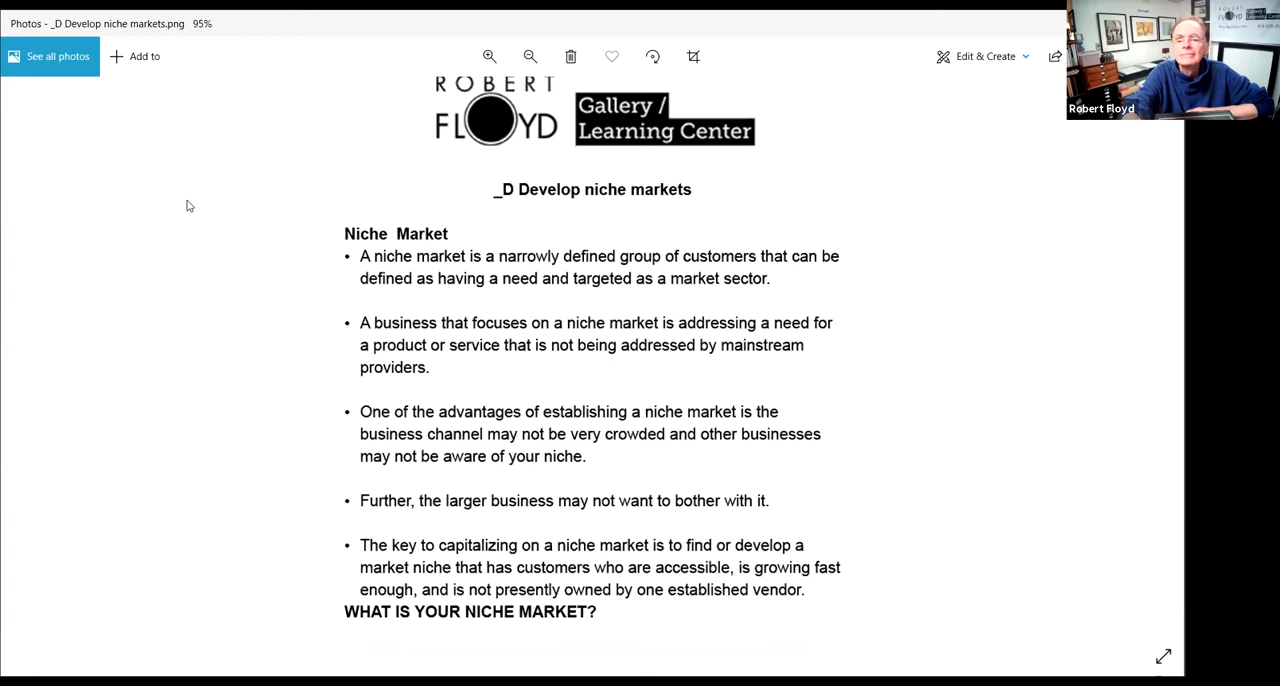 Photos - _D Develop niche markets.png 95%
See all photos
Add to
Edit & Create
ROBERT
FLOYD
Gallery /
Learning Center
Robert Floyd
_D Develop niche markets
Niche Market
• A niche market is a narrowly defined group of customers that can be
defined as having a need and targeted as a market sector.
• A business that focuses on a niche market is addressing a need for
a product or service that is not being addressed by mainstream
providers.
• One of the advantages of establishing a niche market is the
business channel may not be very crowded and other businesses
may not be aware of your niche.
• Further, the larger business may not want to bother with it.
• The key to capitalizing on a niche market is to find or develop a
market niche that has customers who are accessible, is growing fast
enough, and is not presently owned by one established vendor.
WHAT IS YOUR NICHE MARKET?